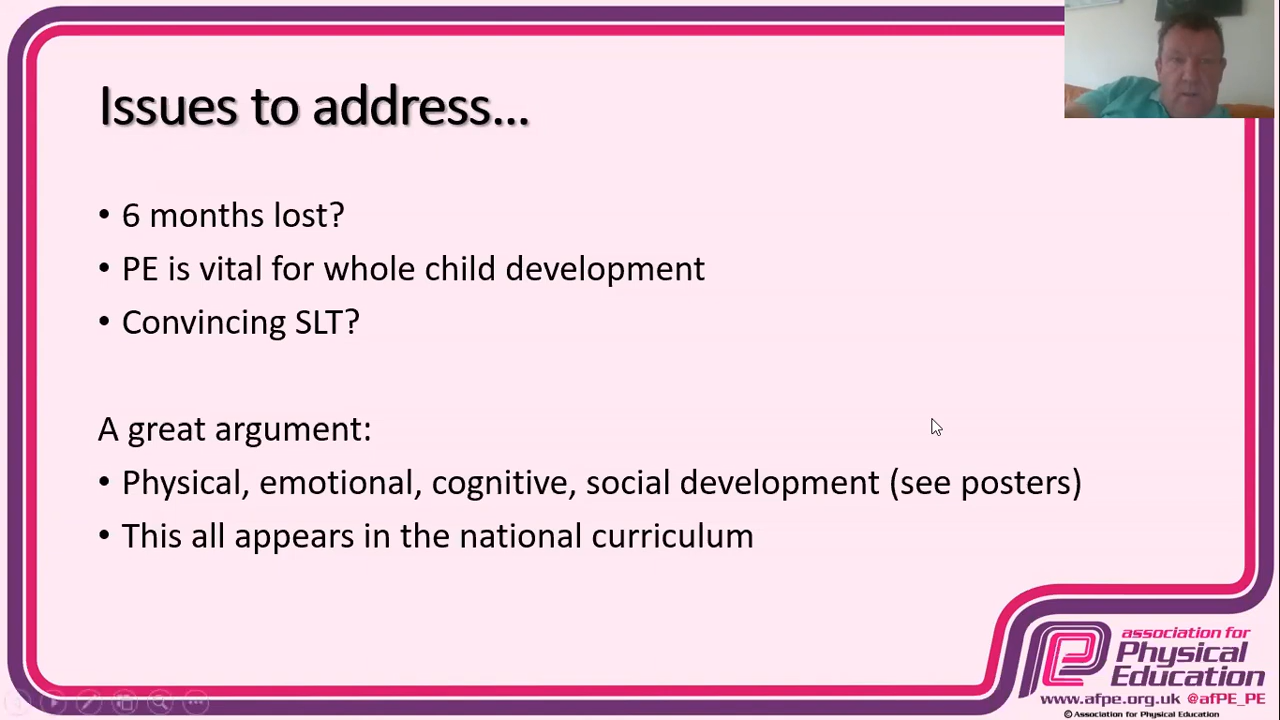 Issues to address...
• 6 months lost?
• PE is vital for whole child development
• Convincing SLT?
A great argument:
• Physical, emotional, cognitive, social development (see posters)
• This all appears in the national curriculum
association for
Physical
Education
www.afpe.org.uk @afPE_PE
© Association for Physical Education